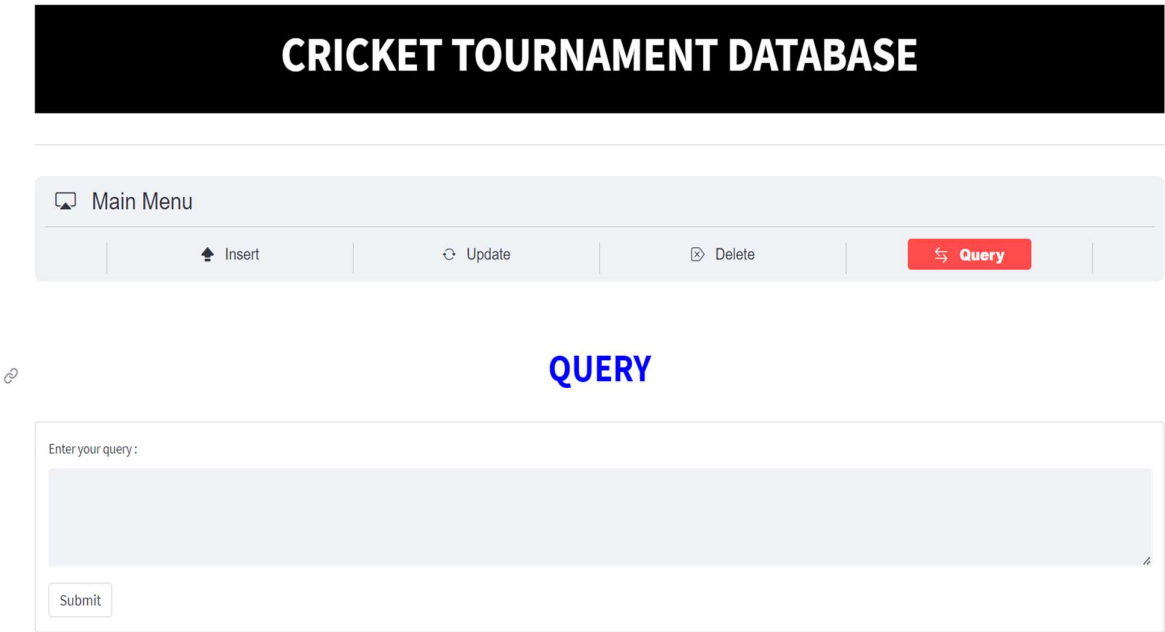 CRICKET TOURNAMENT DATABASE
Main Menu
Insert Update Delete Query
QUERY
Enter your query :
Submit